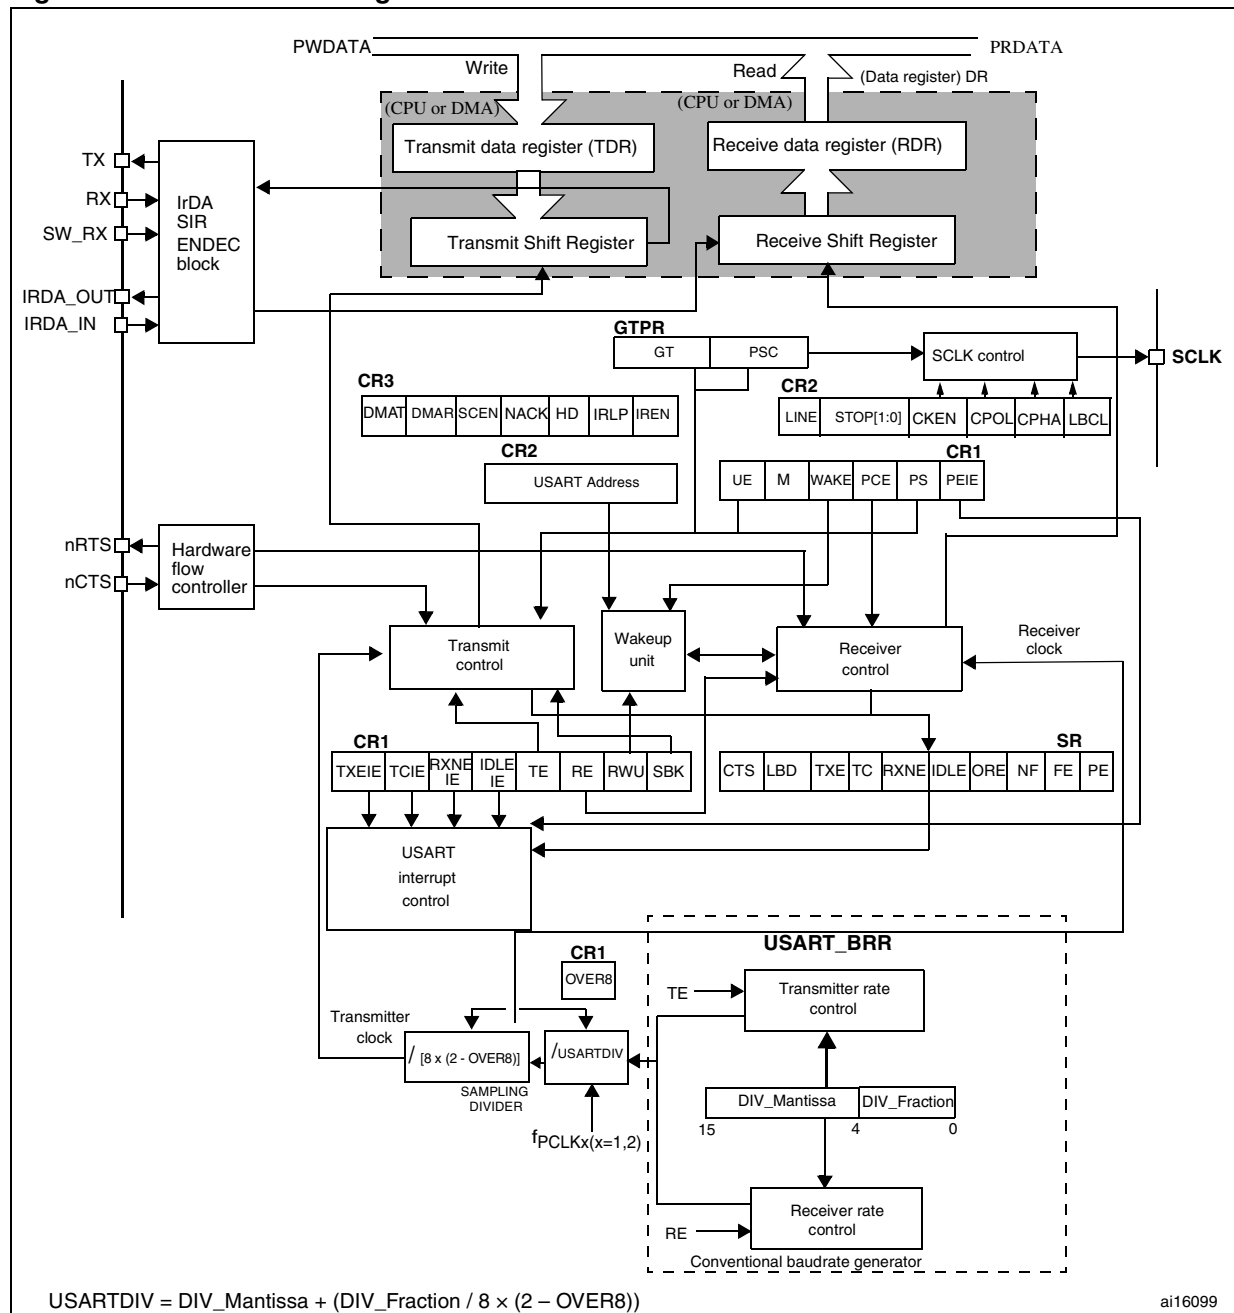 PWDATA
PRDATA
Write
Read
(Data register) DR
(CPU or DMA)
(CPU or DMA)
Transmit data register (TDR)
Receive data register (RDR)
TX
RX
SW_RX
IRDA_OUT
IRDA_IN
IrDA
SIR
ENDEC
block
Transmit Shift Register
Receive Shift Register
GTPR
GT
PSC
SCLK control
SCLK
CR3
DMAT
DMAR
SCEN
NACK
HD
IRLP
IREN
CR2
LINE
STOP[1:0]
CKEN
CPOL
CPHA
LBCL
CR2
USART Address
CR1
UE
M
WAKE
PCE
PS
PEIE
nRTS
nCTS
Hardware
flow
controller
Transmit
control
Wakeup
unit
Receiver
control
Receiver
clock
CR1
TXEIE
TCIE
RXNE
IE
IDLE
IE
TE
RE
RWU
SBK
SR
CTS
LBD
TXE
TC
RXNE
IDLE
ORE
NF
FE
PE
USART
interrupt
control
USART_BRR
CR1
OVER8
TE
Transmitter rate
control
Transmitter
clock
/ [8 x (2 - OVER8)]
/USARTDIV
SAMPLING
DIVIDER
fPCLKx(x=1,2)
DIV_Mantissa
DIV_Fraction
15
4
0
Receiver rate
control
RE
Conventional baudrate generator
USARTDIV = DIV_Mantissa + (DIV_Fraction / 8 × (2 – OVER8))
ai16099